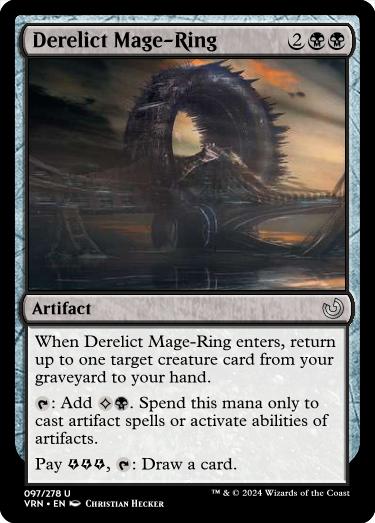 Derelict Mage-Ring 2
Artifact
When Derelict Mage-Ring enters, return
up to one target creature card from your
graveyard to your hand.
: Add . Spend this mana only to
cast artifact spells or activate abilities of
artifacts.
Pay , : Draw a card.
097/278 U
VRN • EN CHRISTIAN HECKER
™ & © 2024 Wizards of the Coast